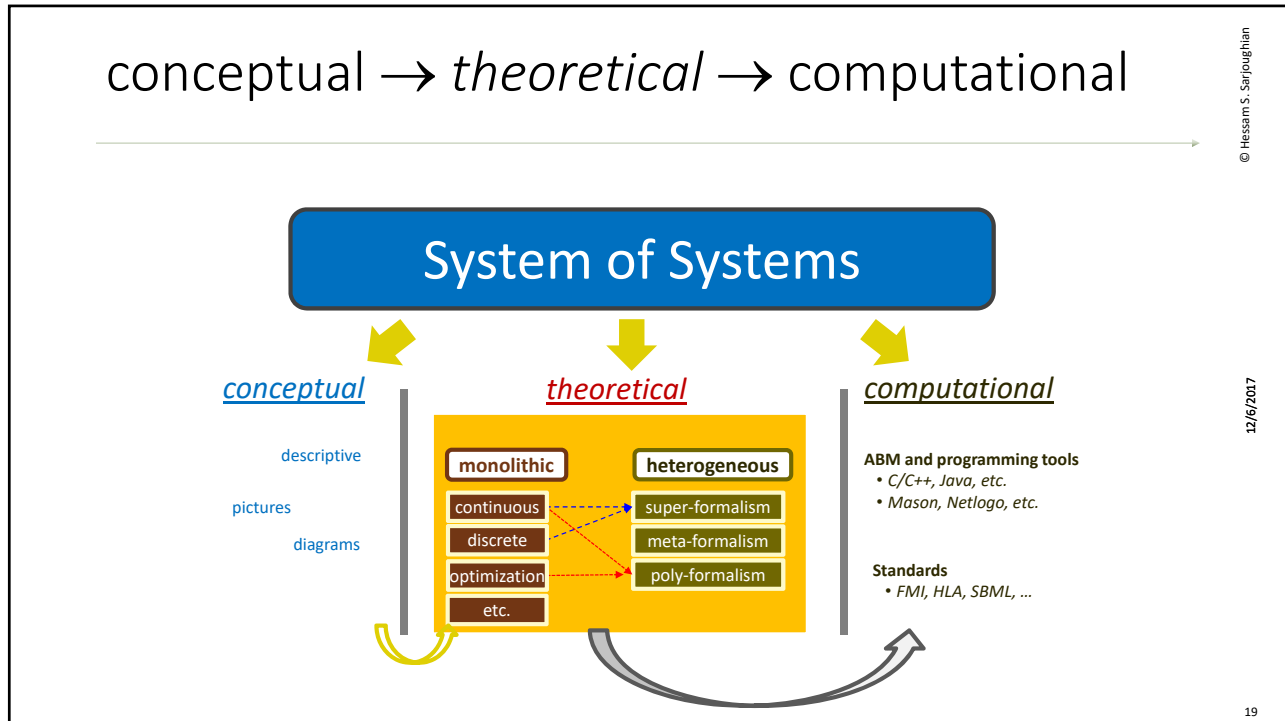 conceptual → theoretical → computational
© Hessam S. Sarjoughian
System of Systems
conceptual
descriptive
pictures
diagrams
theoretical
monolithic
continuous
discrete
optimization
etc.
heterogeneous
super-formalism
meta-formalism
poly-formalism
computational
ABM and programming tools
• C/C++, Java, etc.
• Mason, Netlogo, etc.
Standards
• FMI, HLA, SBML, …
12/6/2017
19